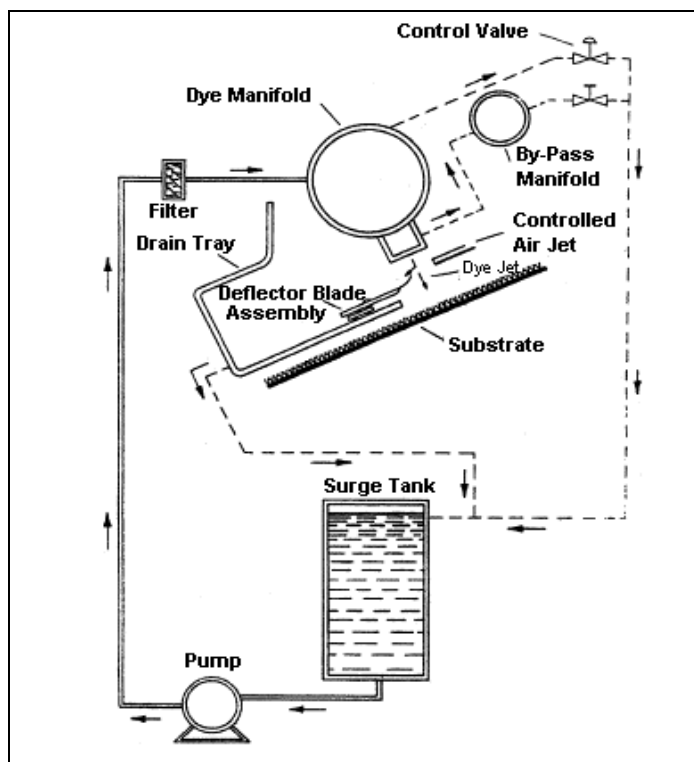 Control Valve
Dye Manifold
By-Pass
Manifold
Filter
Controlled
Air Jet
Drain Tray
Dye Jet
Deflector Blade
Assembly
Substrate
Surge Tank
Pump